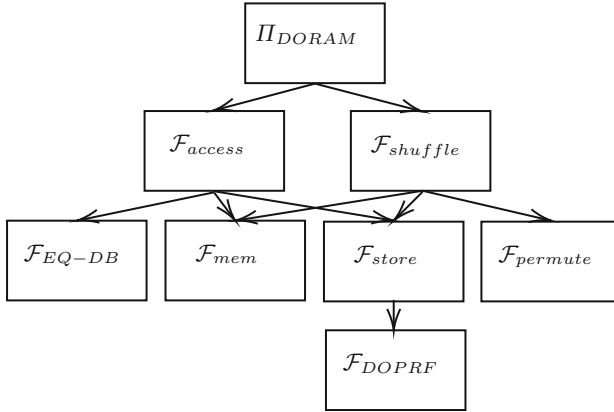 Π_DORAM
F_access
F_shuffle
F_EQ−DB
F_mem
F_store
F_permute
F_DOPRF